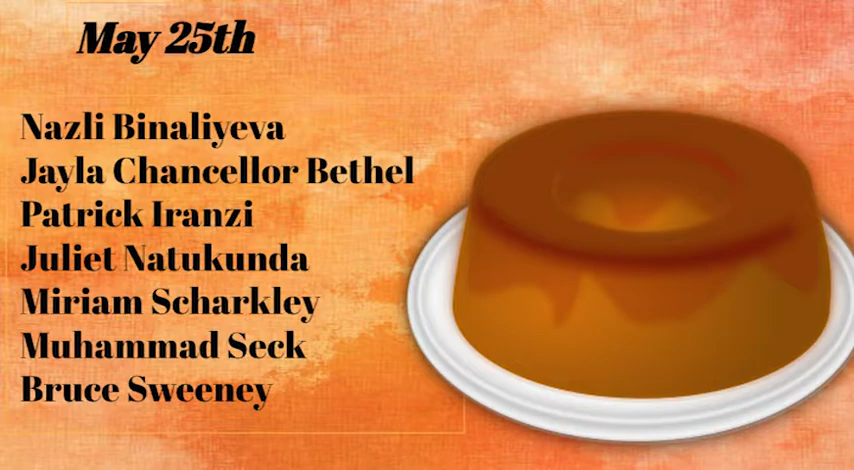 May 25th
Nazli Binaliyeva
Jayla Chancellor Bethel
Patrick Iranzi
Juliet Natukunda
Miriam Scharkley
Muhammad Seck
Bruce Sweeney